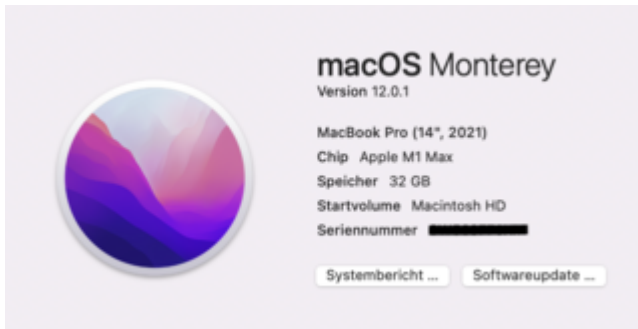 macOS Monterey
Version 12.0.1
MacBook Pro (14", 2021)
Chip Apple M1 Max
Speicher 32 GB
Startvolume Macintosh HD
Seriennummer
Systembericht ...
Softwareupdate ...